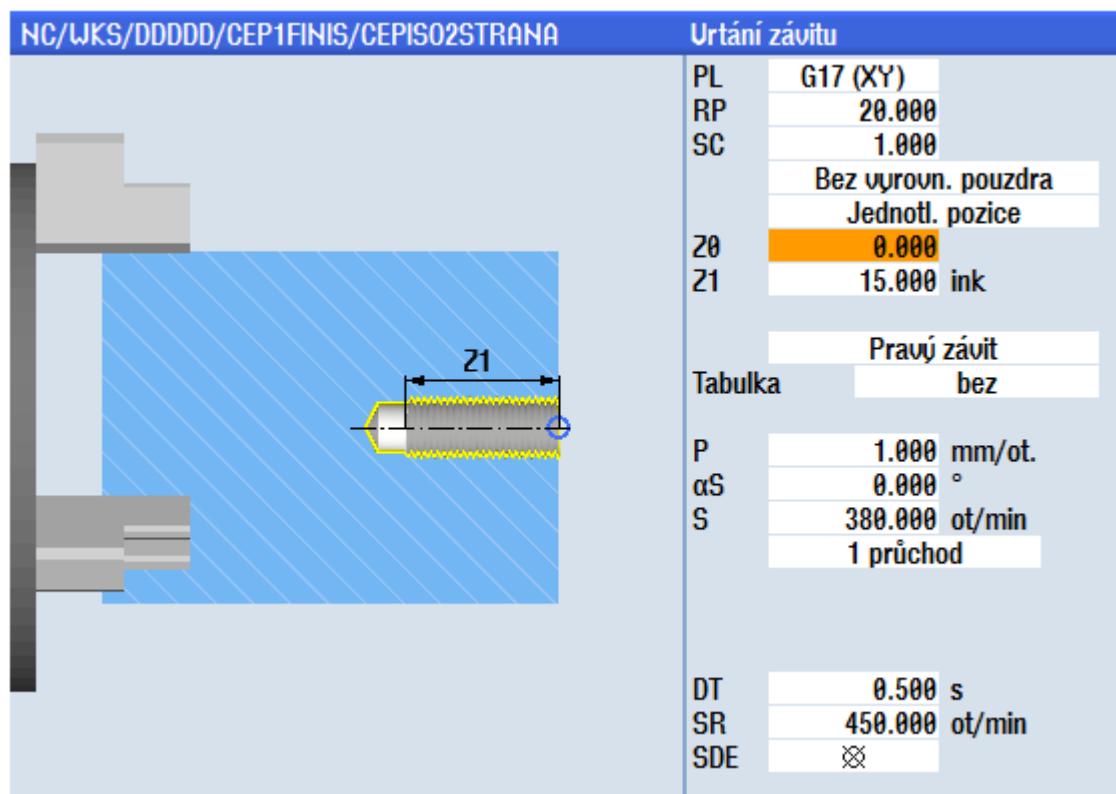 NC/WKS/DDDDD/CEP1FINIS/CEPISO2STRANA
Vrtání závitu
PL G17 (XY)
RP 20.000
SC 1.000
Bez vyrovn. pouzdra
Jednotl. pozice
Z0 0.000
Z1 15.000 ink
Pravý závit
Tabulka bez
P 1.000 mm/ot.
αS 0.000 °
S 380.000 ot/min
1 průchod
DT 0.500 s
SR 450.000 ot/min
SDE
Z1